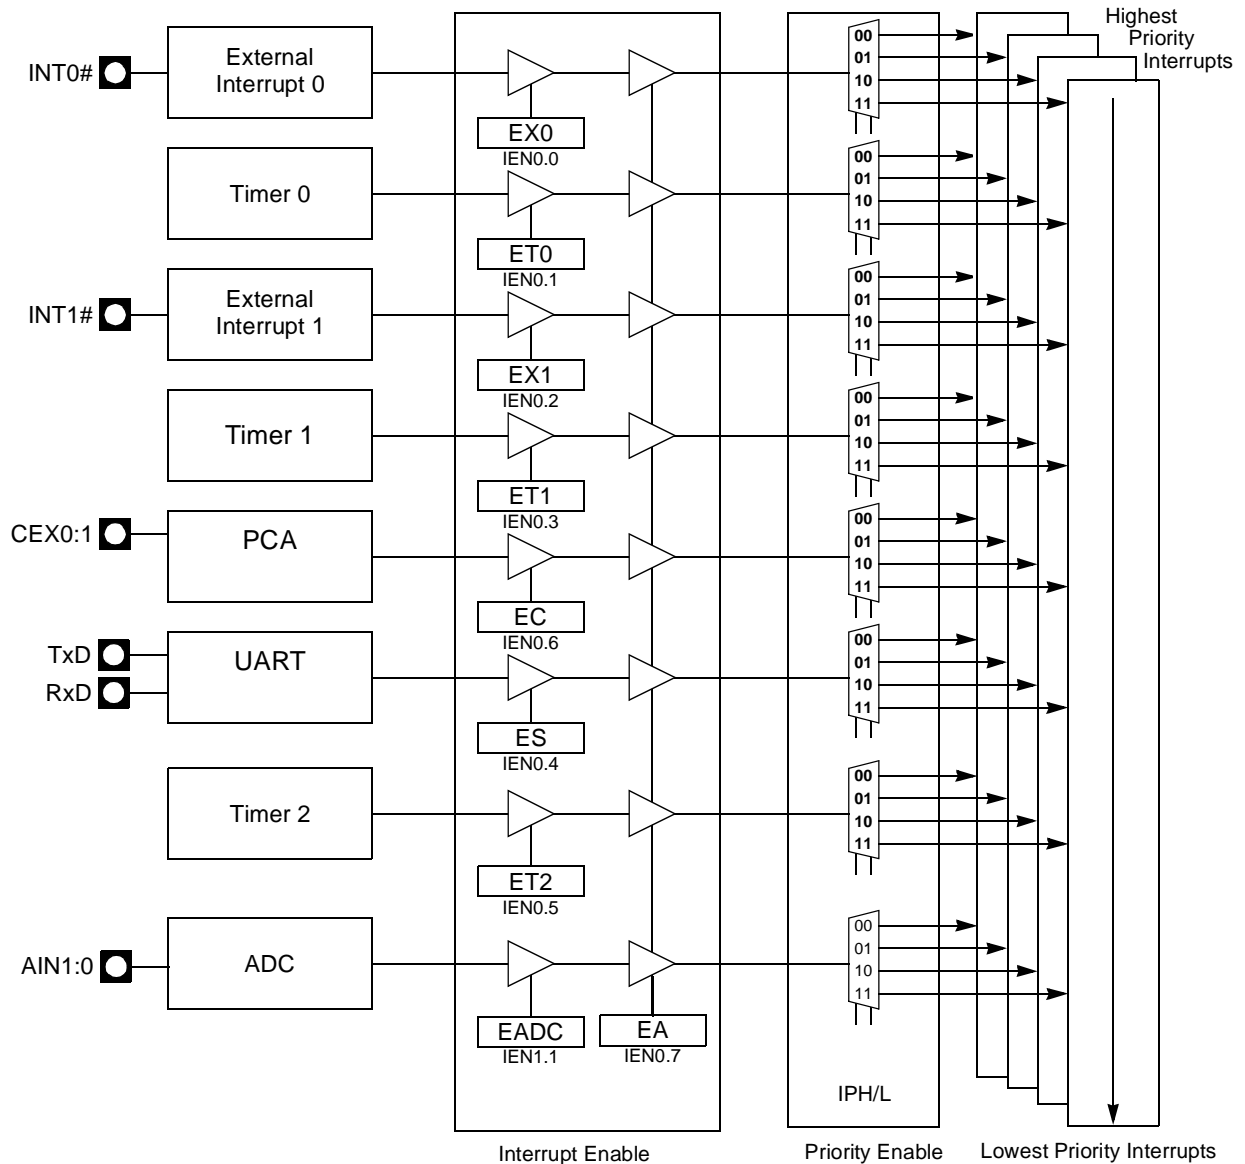 Highest
Priority
Interrupts
INT0#
External
Interrupt 0
EX0
IEN0.0
00
01
10
11
Timer 0
ET0
IEN0.1
00
01
10
11
INT1#
External
Interrupt 1
EX1
IEN0.2
00
01
10
11
Timer 1
ET1
IEN0.3
00
01
10
11
CEX0:1
PCA
EC
IEN0.6
00
01
10
11
TxD
RxD
UART
ES
IEN0.4
00
01
10
11
Timer 2
ET2
IEN0.5
00
01
10
11
AIN1:0
ADC
EADC
IEN1.1
EA
IEN0.7
00
01
10
11
IPH/L
Interrupt Enable
Priority Enable
Lowest Priority Interrupts